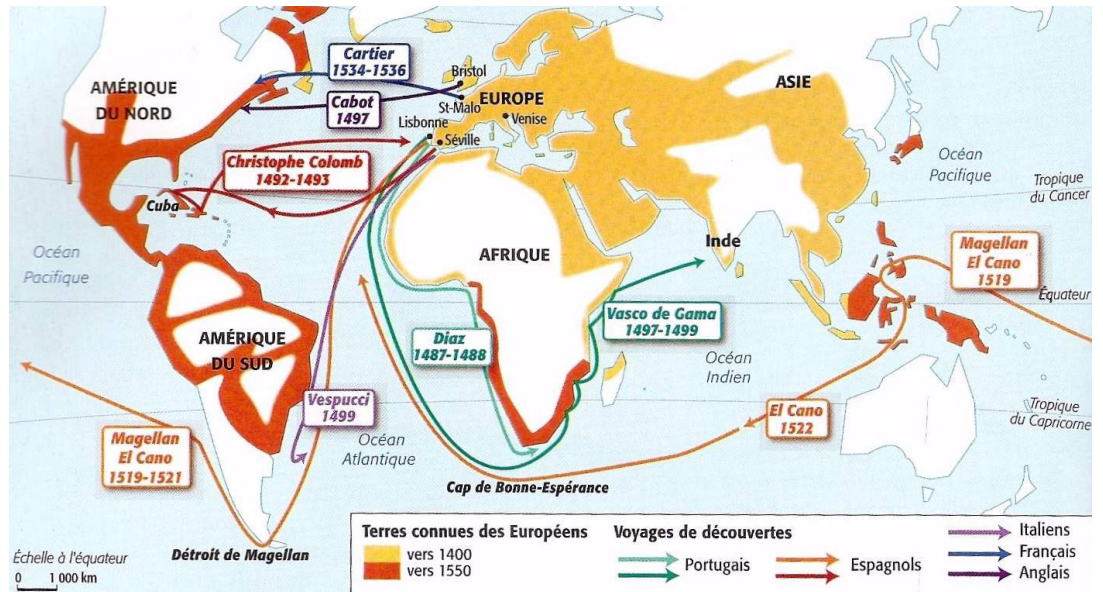 Cartier
1534-1536
AMÉRIQUE
DU NORD
Cabot
1497
Bristol
St-Malo
EUROPE
Lisbonne
Venise
Séville
ASIE
Christophe Colomb
1492-1493
Cuba
Océan
Pacifique
Tropique
du Cancer
Océan
Pacifique
AFRIQUE
Inde
Magellan
El Cano
1519
Équateur
AMÉRIQUE
DU SUD
Diaz
1487-1488
Vasco de Gama
1497-1499
Océan
Indien
Vespucci
1499
Océan
Atlantique
El Cano
1522
Tropique
du Capricorne
Magellan
El Cano
1519-1521
Cap de Bonne-Espérance
Détroit de Magellan
Échelle à l'équateur
0 1 000 km
Terres connues des Européens
vers 1400
vers 1550
Voyages de découvertes
Portugais
Espagnols
Italiens
Français
Anglais